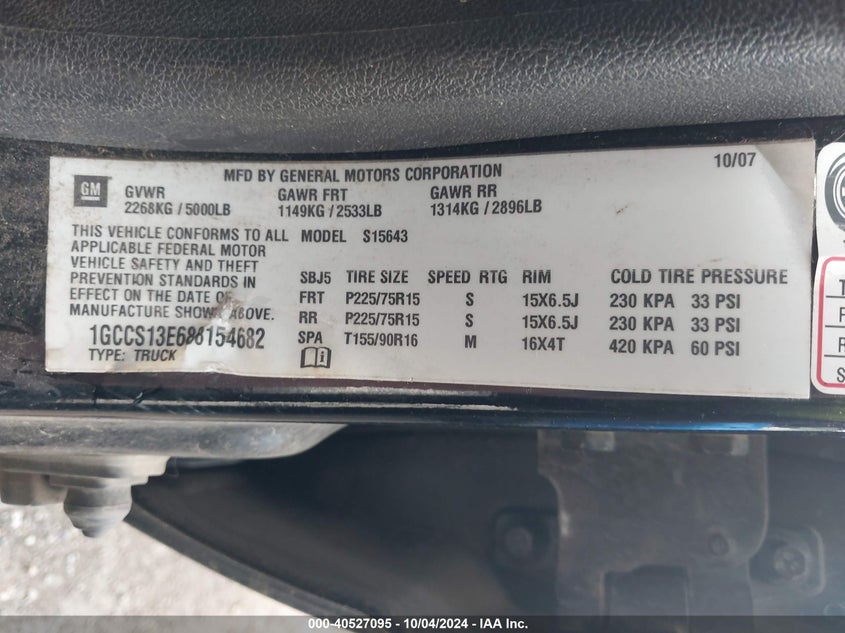 MFD BY GENERAL MOTORS CORPORATION 10/07
GM GVWR GAWR FRT GAWR RR
2268KG / 5000LB 1149KG / 2533LB 1314KG / 2896LB
THIS VEHICLE CONFORMS TO ALL MODEL S15643
APPLICABLE FEDERAL MOTOR
VEHICLE SAFETY AND THEFT
PREVENTION STANDARDS IN SBJ5 TIRE SIZE SPEED RTG RIM COLD TIRE PRESSURE
EFFECT ON THE DATE OF FRT P225/75R15 S 15X6.5J 230 KPA 33 PSI
MANUFACTURE SHOWN ABOVE. RR P225/75R15 S 15X6.5J 230 KPA 33 PSI
1GCCS13E688154682 SPA T155/90R16 M 16X4T 420 KPA 60 PSI
TYPE: TRUCK
T
F
R
S
00-40527095 - 10/04/2024 - IAA Inc.